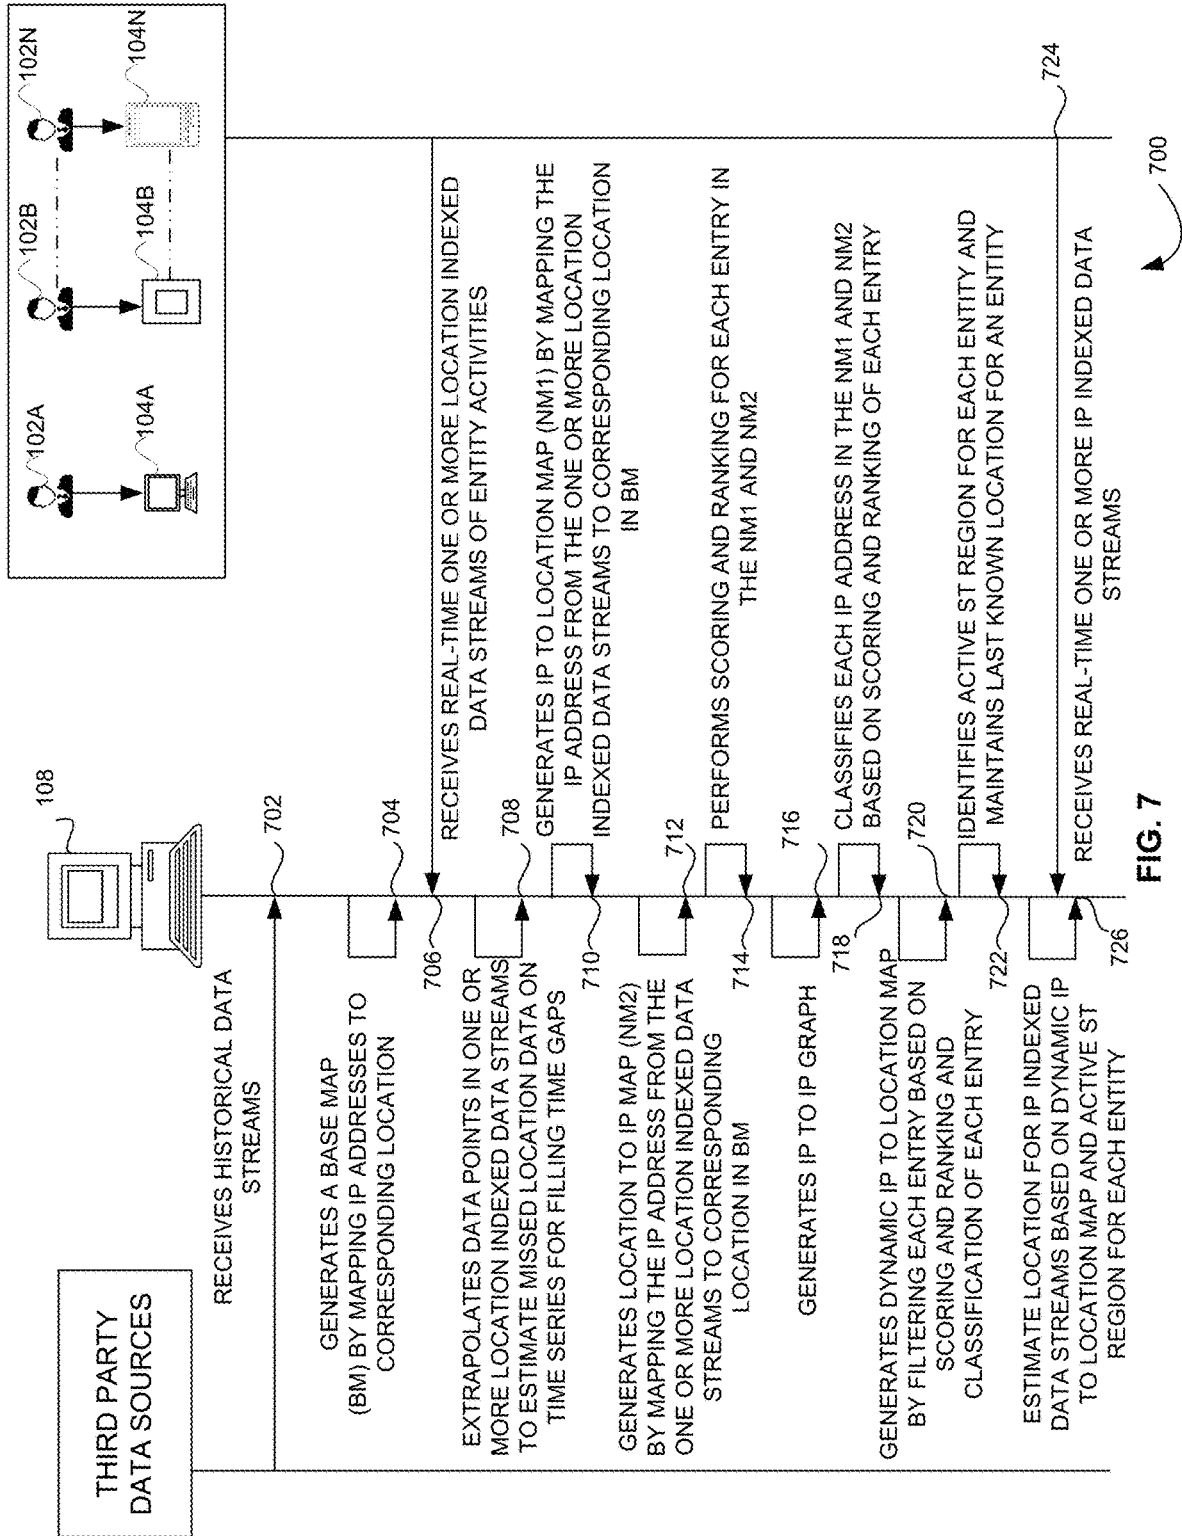 THIRD PARTY
DATA SOURCES
108
102A
102B
102N
104A
104B
104N
RECEIVES HISTORICAL DATA
STREAMS
702
GENERATES A BASE MAP
(BM) BY MAPPING IP ADDRESSES TO
CORRESPONDING LOCATION
704
RECEIVES REAL-TIME ONE OR MORE LOCATION INDEXED
DATA STREAMS OF ENTITY ACTIVITIES
706
EXTRAPOLATES DATA POINTS IN ONE OR
MORE LOCATION INDEXED DATA STREAMS
TO ESTIMATE MISSED LOCATION DATA ON
TIME SERIES FOR FILLING TIME GAPS
708
GENERATES IP TO LOCATION MAP (NM1) BY MAPPING THE
IP ADDRESS FROM THE ONE OR MORE LOCATION
INDEXED DATA STREAMS TO CORRESPONDING LOCATION
IN BM
710
GENERATES LOCATION TO IP MAP (NM2)
BY MAPPING THE IP ADDRESS FROM THE
ONE OR MORE LOCATION INDEXED DATA
STREAMS TO CORRESPONDING
LOCATION IN BM
712
PERFORMS SCORING AND RANKING FOR EACH ENTRY IN
THE NM1 AND NM2
714
GENERATES IP TO IP GRAPH
716
CLASSIFIES EACH IP ADDRESS IN THE NM1 AND NM2
BASED ON SCORING AND RANKING OF EACH ENTRY
718
GENERATES DYNAMIC IP TO LOCATION MAP
BY FILTERING EACH ENTRY BASED ON
SCORING AND RANKING AND
CLASSIFICATION OF EACH ENTRY
720
IDENTIFIES ACTIVE ST REGION FOR EACH ENTITY AND
MAINTAINS LAST KNOWN LOCATION FOR AN ENTITY
722
724
RECEIVES REAL-TIME ONE OR MORE IP INDEXED DATA
STREAMS
ESTIMATE LOCATION FOR IP INDEXED
DATA STREAMS BASED ON DYNAMIC IP
TO LOCATION MAP AND ACTIVE ST
REGION FOR EACH ENTITY
726
700
FIG. 7